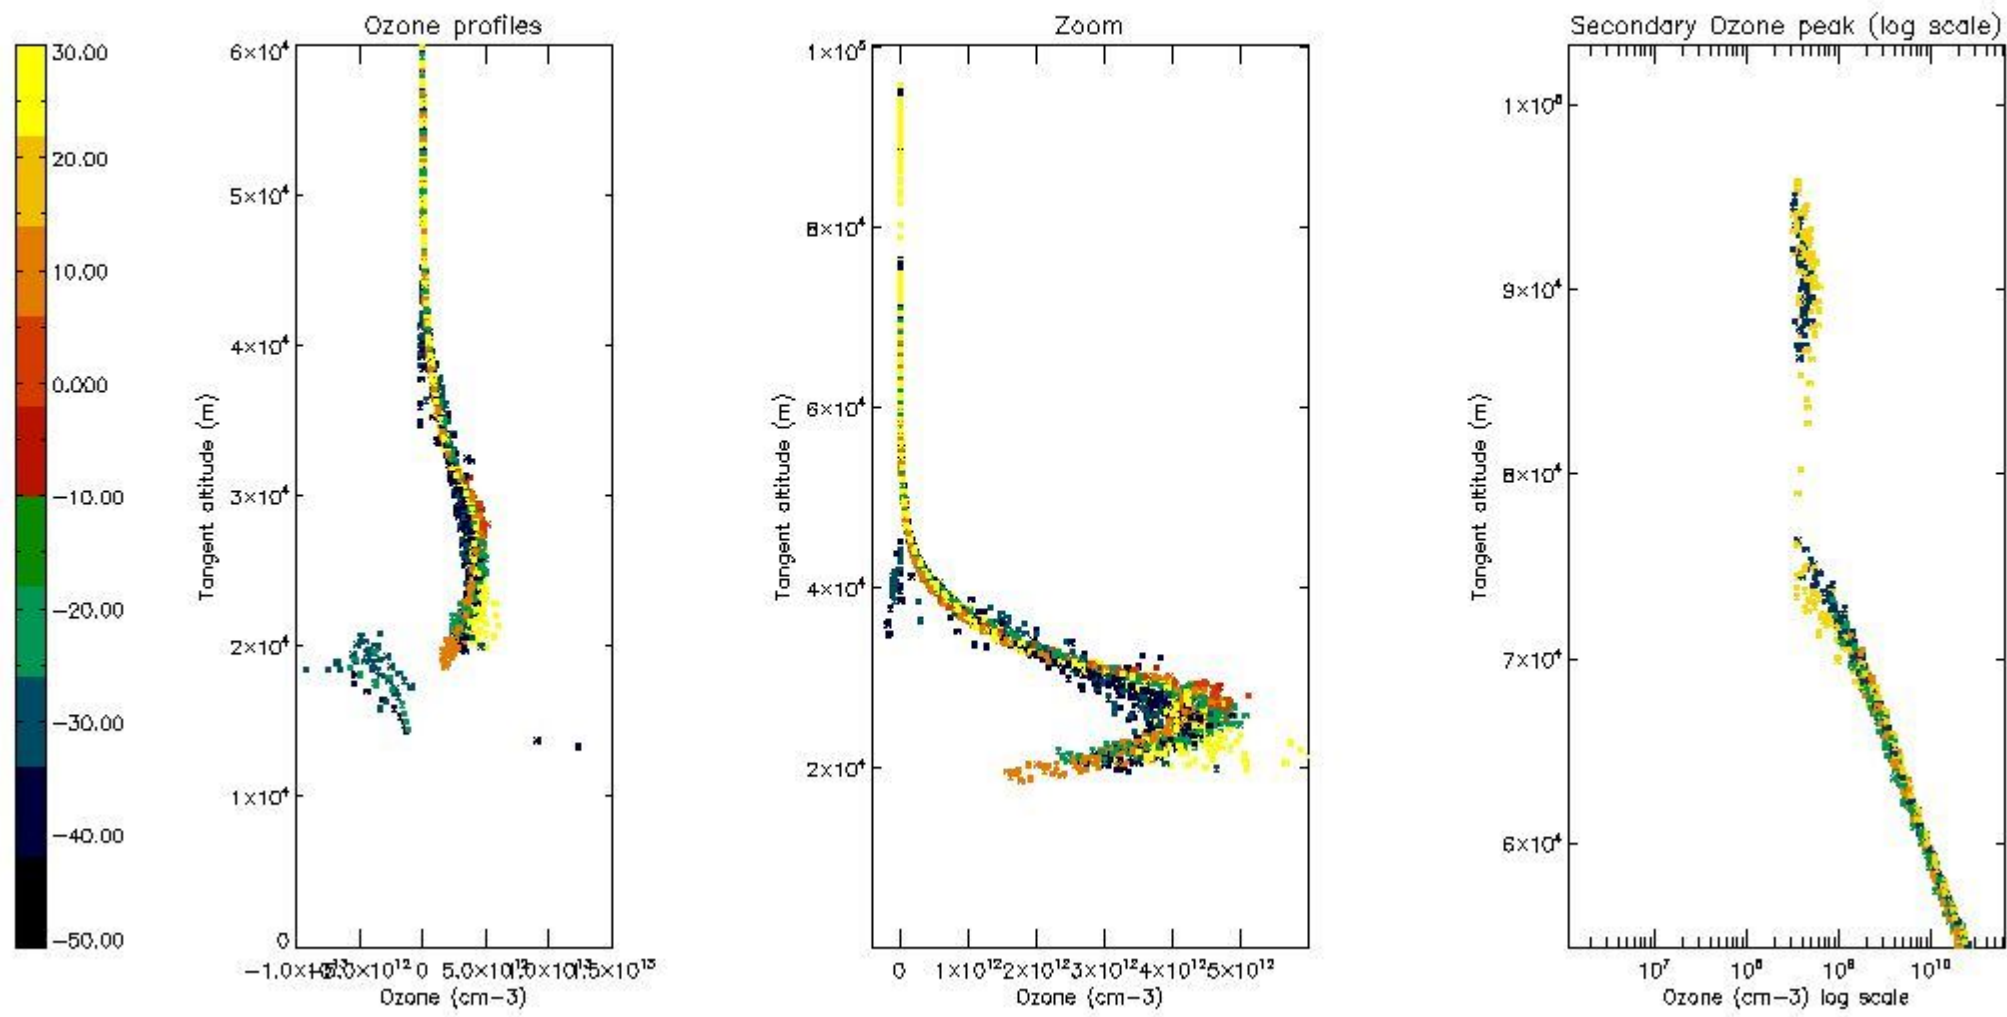 Ozone profiles
Zoom
Secondary Ozone peak (log scale)
30.00
20.00
10.00
0.000
−10.00
−20.00
−30.00
−40.00
−50.00
6×10⁴
5×10⁴
4×10⁴
3×10⁴
2×10⁴
1×10⁴
0
Tangent altitude (m)
0
Ozone (cm−3)
1×10⁵
8×10⁴
6×10⁴
4×10⁴
2×10⁴
Tangent altitude (m)
0 1×10¹² 2×10¹² 3×10¹² 4×10¹² 5×10¹²
Ozone (cm−3)
9×10⁴
8×10⁴
7×10⁴
6×10⁴
Tangent altitude (m)
10⁷ 10⁸ 10⁹ 10¹⁰
Ozone (cm−3) log scale